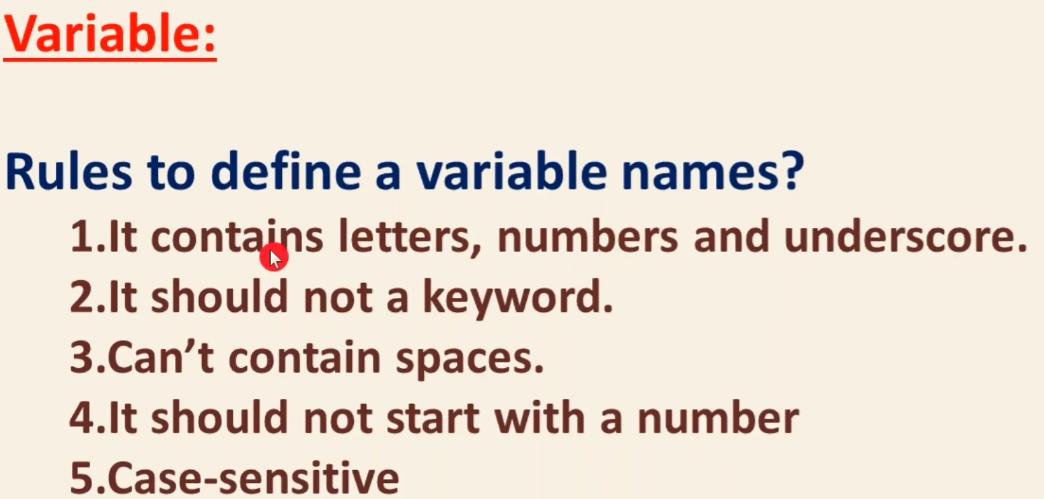 Variable:
Rules to define a variable names?
1.It contains letters, numbers and underscore.
2.It should not a keyword.
3.Can’t contain spaces.
4.It should not start with a number
5.Case-sensitive